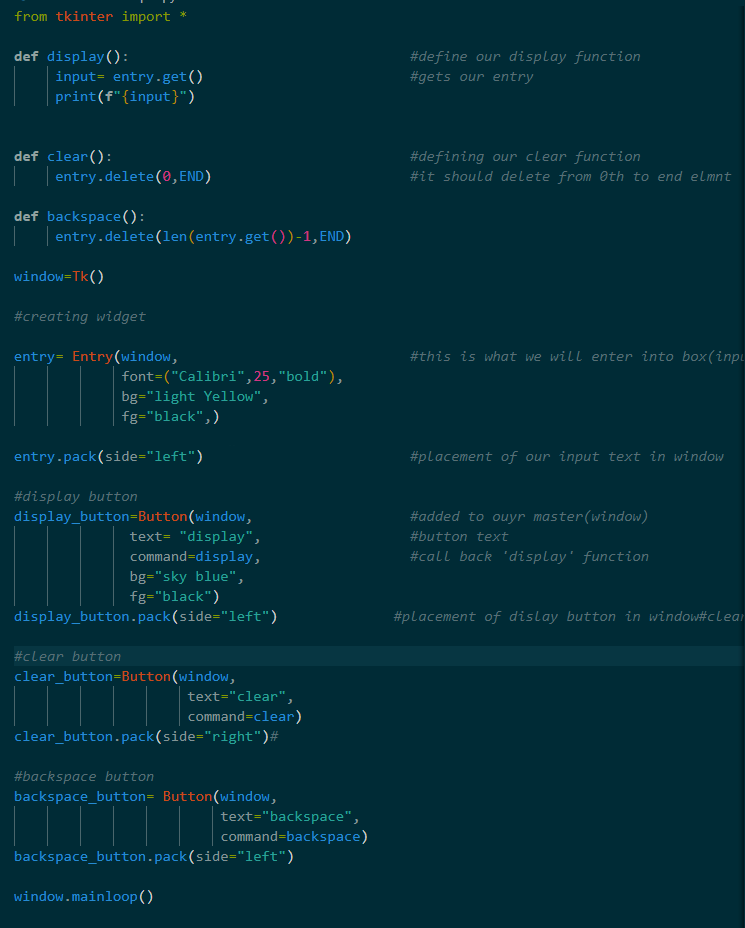 from tkinter import *
def display():                                  #define our display function
     input= entry.get()                         #gets our entry
     print(f"{input}")
def clear():                                    #defining our clear function
     entry.delete(0,END)                        #it should delete from 0th to end elmnt
def backspace():
     entry.delete(len(entry.get())-1,END)
window=Tk()
#creating widget
entry= Entry(window,                            #this is what we will enter into
             font=("Calibri",25,"bold"),
             bg="light Yellow",
             fg="black",)
entry.pack(side="left")                         #placement of our input text in window
#display button
display_button=Button(window,                   #added to ouyr master(window)
              text= "display",                  #button text
              command=display,                  #call back 'display' function
              bg="sky blue",
              fg="black")
display_button.pack(side="left")              #placement of dislay button in window#clear
#clear button
clear_button=Button(window,
                     text="clear",
                     command=clear)
clear_button.pack(side="right")#
#backspace button
backspace_button= Button(window,
                         text="backspace",
                         command=backspace)
backspace_button.pack(side="left")
window.mainloop()